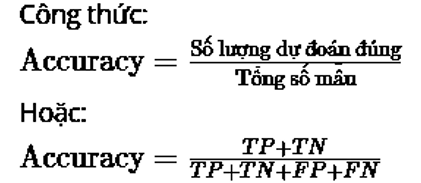 Công thức:
Accuracy = Số lượng dự đoán đúng / Tổng số mẫu
Hoặc:
Accuracy = TP+TN / TP+TN+FP+FN